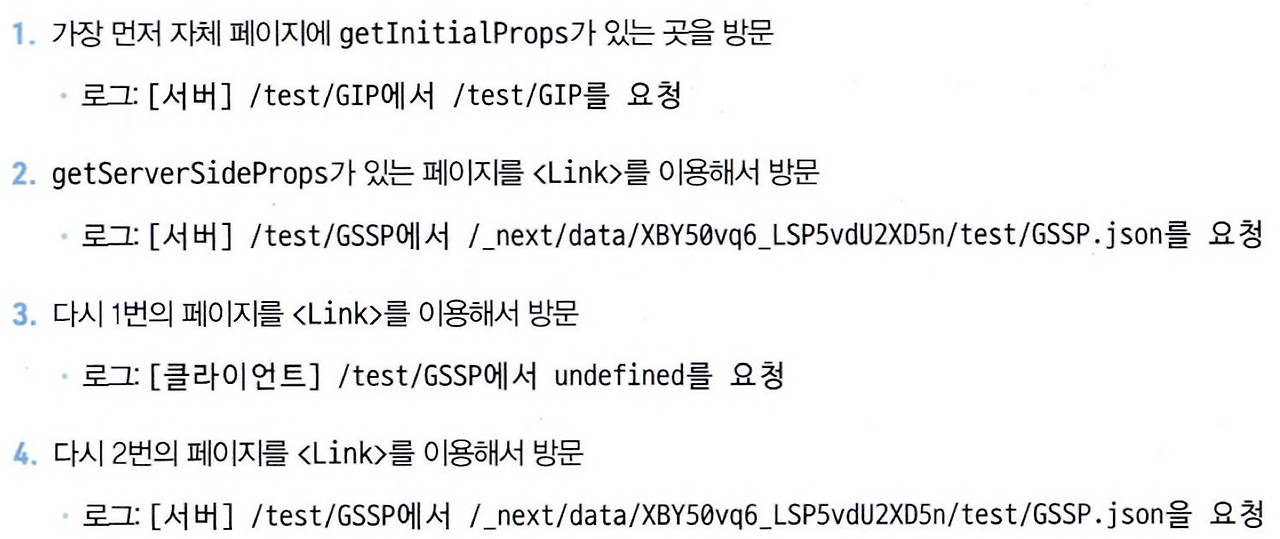 1. 가장 먼저 자체 페이지에 getInitialProps가 있는 곳을 방문
• 로그: [서버] /test/GIP에서 /test/GIP를 요청
2. getServerSideProps가 있는 페이지를 <Link>를 이용해서 방문
• 로그: [서버] /test/GSSP에서 /_next/data/XBY50vq6_LSP5vdU2XD5n/test/GSSP.json를 요청
3. 다시 1번의 페이지를 <Link>를 이용해서 방문
• 로그: [클라이언트] /test/GSSP에서 undefined를 요청
4. 다시 2번의 페이지를 <Link>를 이용해서 방문
• 로그: [서버] /test/GSSP에서 /_next/data/XBY50vq6_LSP5vdU2XD5n/test/GSSP.json을 요청